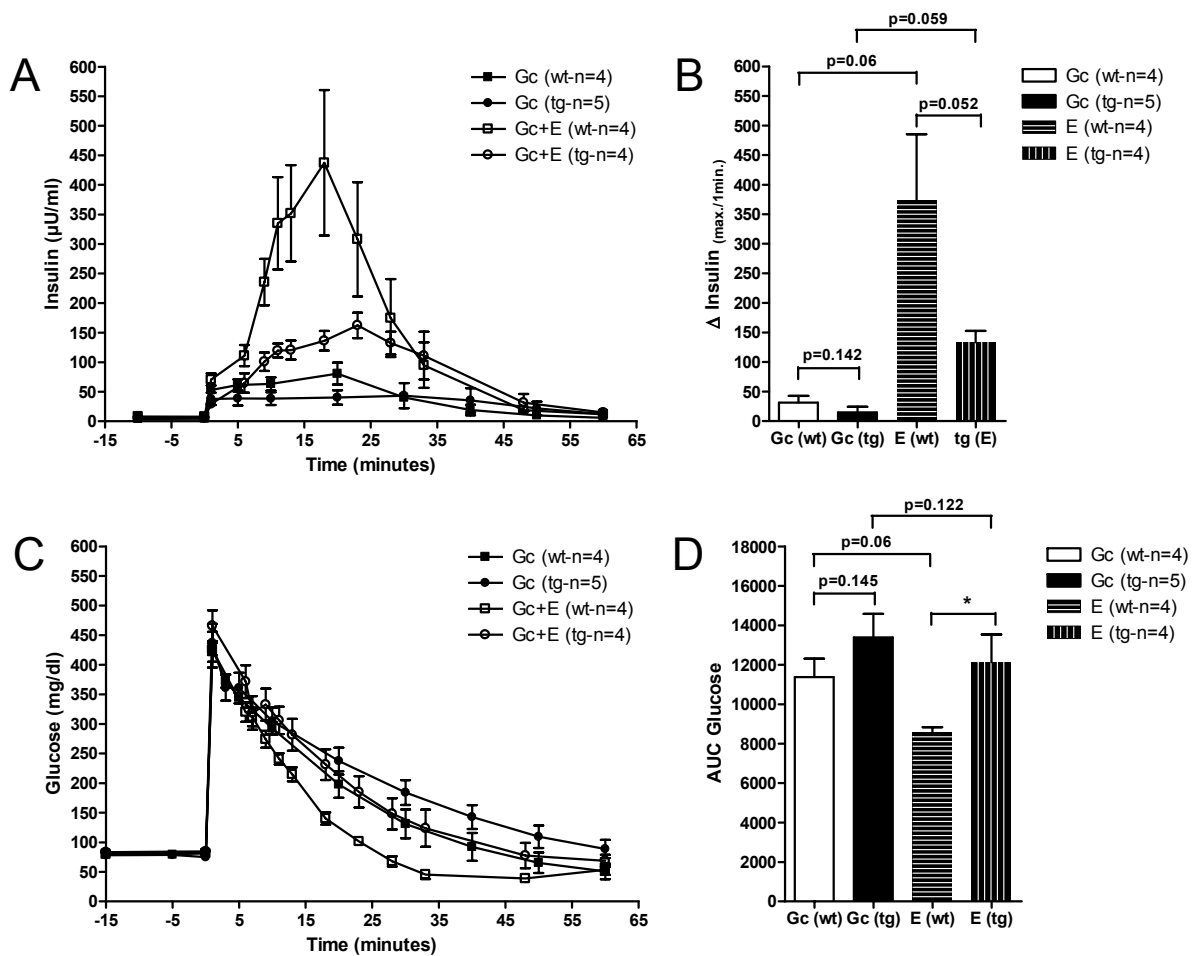 A
Insulin (µU/ml)
600
550
500
450
400
350
300
250
200
150
100
50
0
-15
-5
5
15
25
35
45
55
65
Time (minutes)
Gc (wt-n=4)
Gc (tg-n=5)
Gc+E (wt-n=4)
Gc+E (tg-n=4)
B
Δ Insulin (max./1min.)
600
550
500
450
400
350
300
250
200
150
100
50
0
p=0.059
p=0.06
p=0.052
p=0.142
Gc (wt)
Gc (tg)
E (wt)
tg (E)
Gc (wt-n=4)
Gc (tg-n=5)
E (wt-n=4)
E (tg-n=4)
C
Glucose (mg/dl)
600
550
500
450
400
350
300
250
200
150
100
50
0
-15
-5
5
15
25
35
45
55
65
Time (minutes)
Gc (wt-n=4)
Gc (tg-n=5)
Gc+E (wt-n=4)
Gc+E (tg-n=4)
D
AUC Glucose
18000
16000
14000
12000
10000
8000
6000
4000
2000
0
p=0.122
p=0.06
p=0.145
*
Gc (wt)
Gc (tg)
E (wt)
E (tg)
Gc (wt-n=4)
Gc (tg-n=5)
E (wt-n=4)
E (tg-n=4)